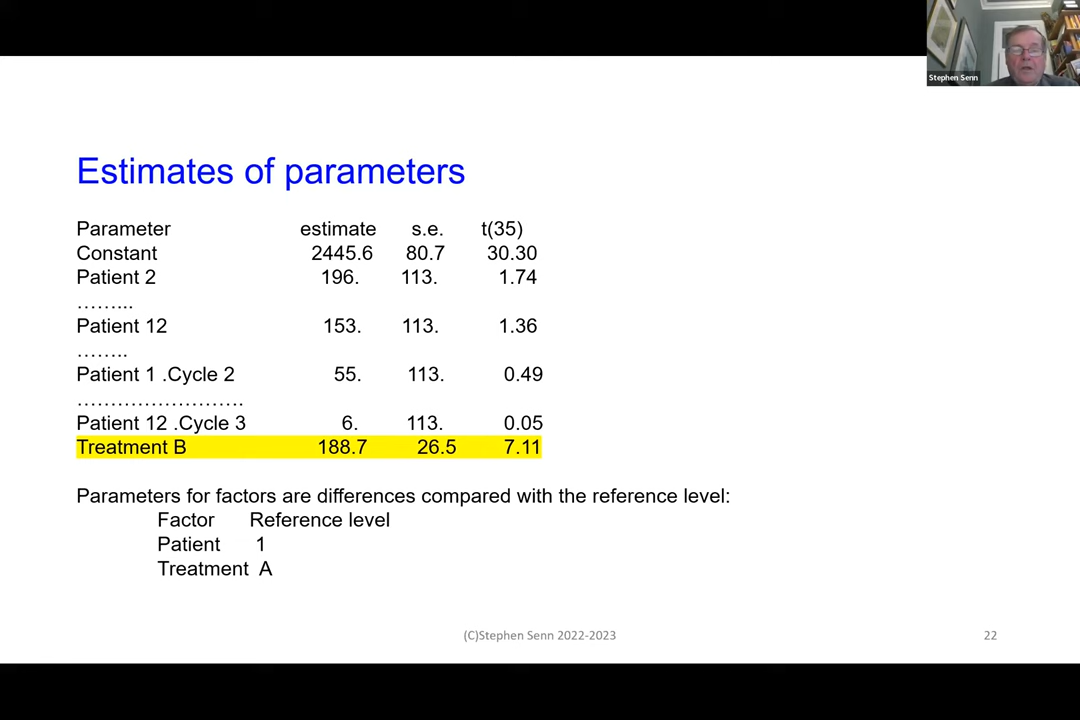 Stephen Senn
Estimates of parameters
Parameter estimate s.e. t(35)
Constant 2445.6 80.7 30.30
Patient 2 196. 113. 1.74
……...
Patient 12 153. 113. 1.36
……..
Patient 1 .Cycle 2 55. 113. 0.49
…………………….
Patient 12 .Cycle 3 6. 113. 0.05
Treatment B 188.7 26.5 7.11
Parameters for factors are differences compared with the reference level:
Factor Reference level
Patient 1
Treatment A
(C)Stephen Senn 2022-2023
22